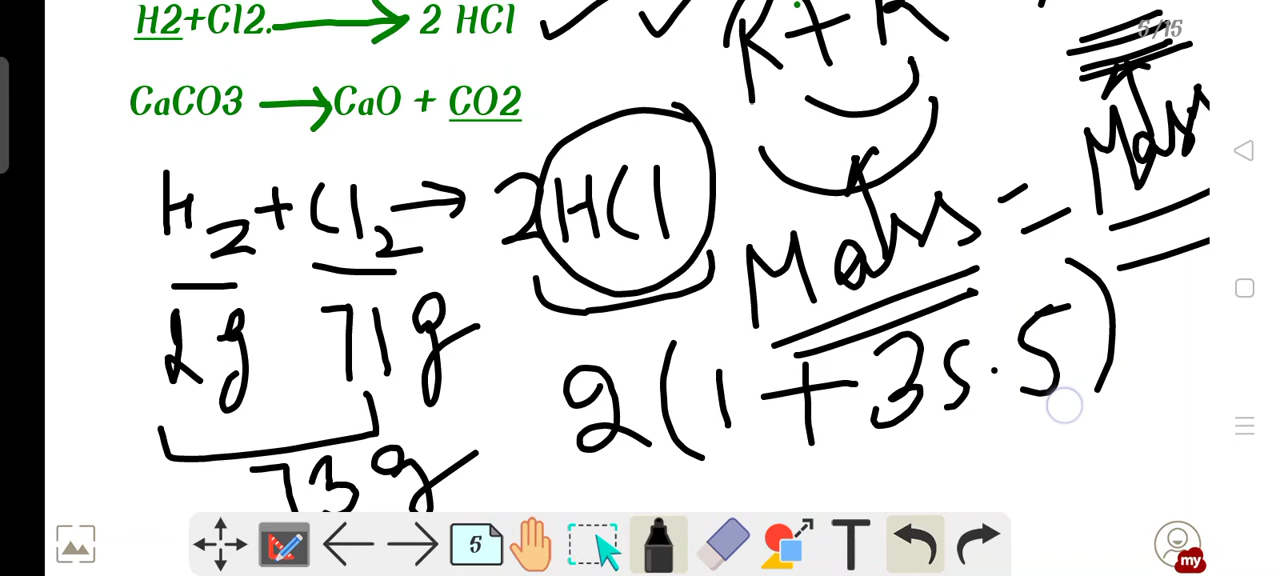 H2+Cl2. → 2 HCl
5/15
R + R
CaCO3 → CaO + CO2
H2 + Cl2 → 2HCl
Mass = Mass
2g 71g
2(1 + 35.5)
73g
5
T
my